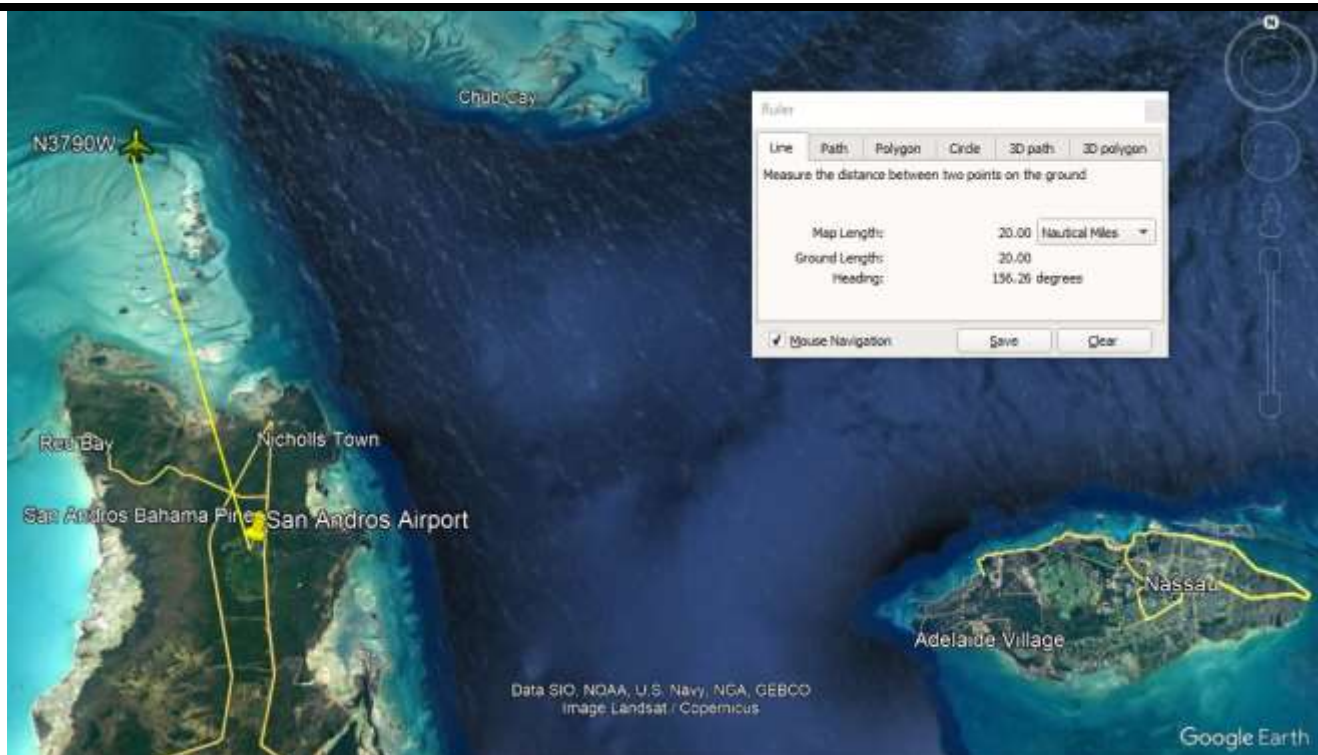 N
Chub Cay
N3790W
Ruler
Line Path Polygon Circle 3D path 3D polygon
Measure the distance between two points on the ground
Map Length: 20.00 Nautical Miles
Ground Length: 20.00
Heading: 156.26 degrees
Mouse Navigation Save Clear
Red Bay
Nicholls Town
San Andros Bahama Pines
San Andros Airport
Nassau
Adelaide Village
Data SIO, NOAA, U.S. Navy, NGA, GEBCO
Image Landsat / Copernicus
Google Earth